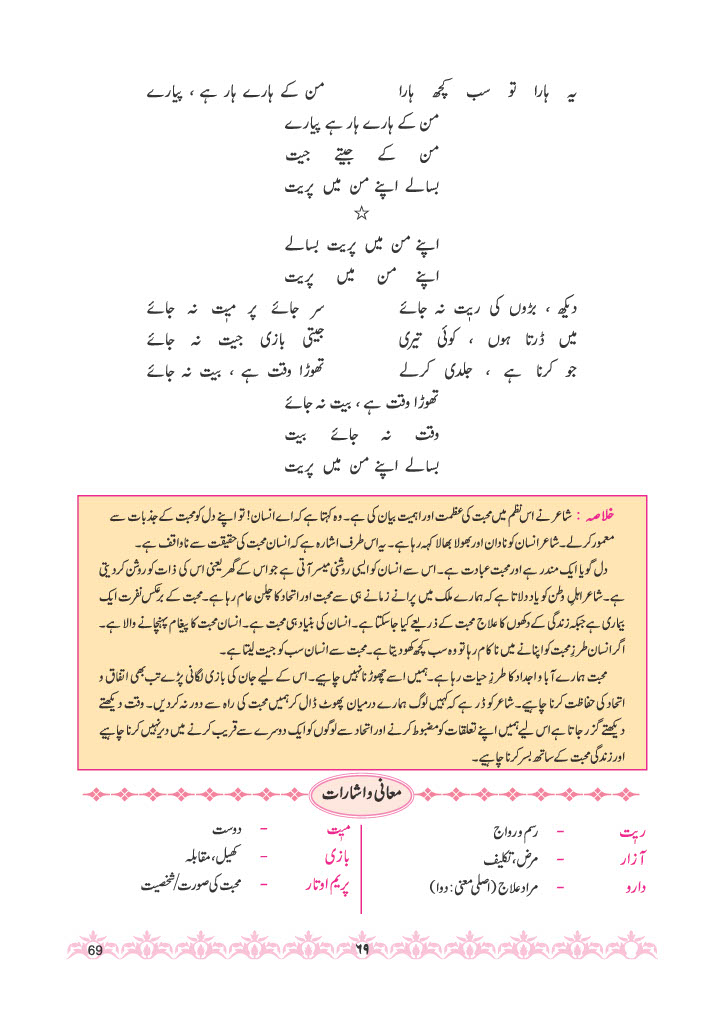 یہ ہارا تو سب کچھ ہارا من کے ہارے ہار ہے ، پیارے
من کے ہارے ہار ہے پیارے
من کے جیتے جیت
بسالے اپنے من میں پریت
☆
اپنے من میں پریت بسالے
اپنے من میں پریت
دیکھ ، بڑوں کی ریت نہ جائے سر جائے پر میت نہ جائے
میں ڈرتا ہوں ، کوئی تیری جیتی بازی جیت نہ جائے
جو کرنا ہے ، جلدی کرلے تھوڑا وقت ہے ، بیت نہ جائے
تھوڑا وقت ہے ، بیت نہ جائے
وقت نہ جائے بیت
بسالے اپنے من میں پریت
خلاصہ : شاعر نے اس نظم میں محبت کی عظمت اور اہمیت بیان کی ہے۔ وہ کہتا ہے کہ اے انسان! تو اپنے دل کو محبت کے جذبات سے
معمور کرلے۔ شاعر انسان کو نادان اور بھولا بھالا کہہ رہا ہے۔ یہ اس طرف اشارہ ہے کہ انسان محبت کی حقیقت سے ناواقف ہے۔
دل گویا ایک مندر ہے اور محبت عبادت ہے۔ اس سے انسان کو ایسی روشنی میسر آتی ہے جو اس کے گھر یعنی اس کی ذات کو روشن کردیتی
ہے۔ شاعر اہلِ وطن کو یاد دلاتا ہے کہ ہمارے ملک میں پرانے زمانے ہی سے محبت اور اتحاد کا چلن عام رہا ہے۔ محبت کے برعکس نفرت ایک
بیماری ہے جبکہ زندگی کے دکھوں کا علاج محبت کے ذریعے کیا جاسکتا ہے۔ انسان کی بنیاد ہی محبت ہے۔ انسان محبت کا پیغام پہنچانے والا ہے۔
اگر انسان طرزِ محبت کو اپنانے میں ناکام رہا تو وہ سب کچھ کھو دیتا ہے۔ محبت سے انسان سب کو جیت لیتا ہے۔
محبت ہمارے آبا و اجداد کا طرزِ حیات رہا ہے۔ ہمیں اسے چھوڑنا نہیں چاہیے۔ اس کے لیے جان کی بازی لگانی پڑے تب بھی اتفاق و
اتحاد کی حفاظت کرنا چاہیے۔ شاعر کو ڈر ہے کہ کہیں لوگ ہمارے درمیان پھوٹ ڈال کر ہمیں محبت کی راہ سے دور نہ کردیں۔ وقت دیکھتے
دیکھتے گزر جاتا ہے اس لیے ہمیں اپنے تعلقات کو مضبوط کرنے اور اتحاد سے لوگوں کو ایک دوسرے سے قریب کرنے میں دیر نہیں کرنا چاہیے
اور زندگی محبت کے ساتھ بسر کرنا چاہیے۔
معانی و اشارات
ریت – رسم و رواج
آزار – مرض، تکلیف
دارو – مراد علاج (اصلی معنی: دوا)
میت – دوست
بازی – کھیل، مقابلہ
پریم اوتار – محبت کی صورت/شخصیت
۶۹
69